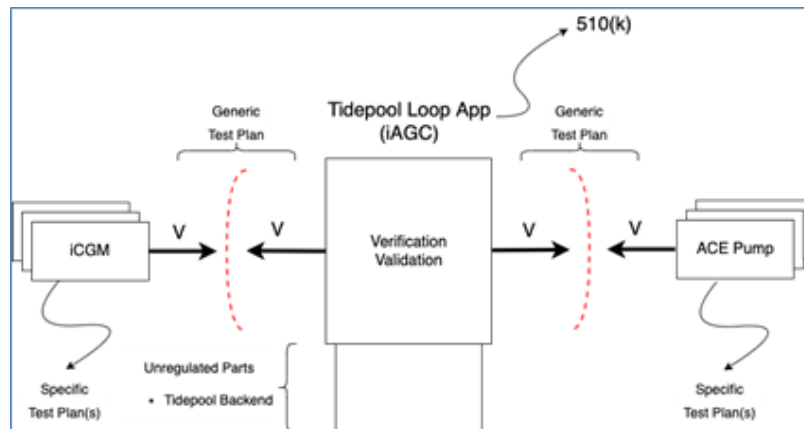 510(k)
Tidepool Loop App
(iAGC)
Generic
Test Plan
Generic
Test Plan
iCGM
V
V
Verification
Validation
V
V
ACE Pump
Unregulated Parts
• Tidepool Backend
Specific
Test Plan(s)
Specific
Test Plan(s)